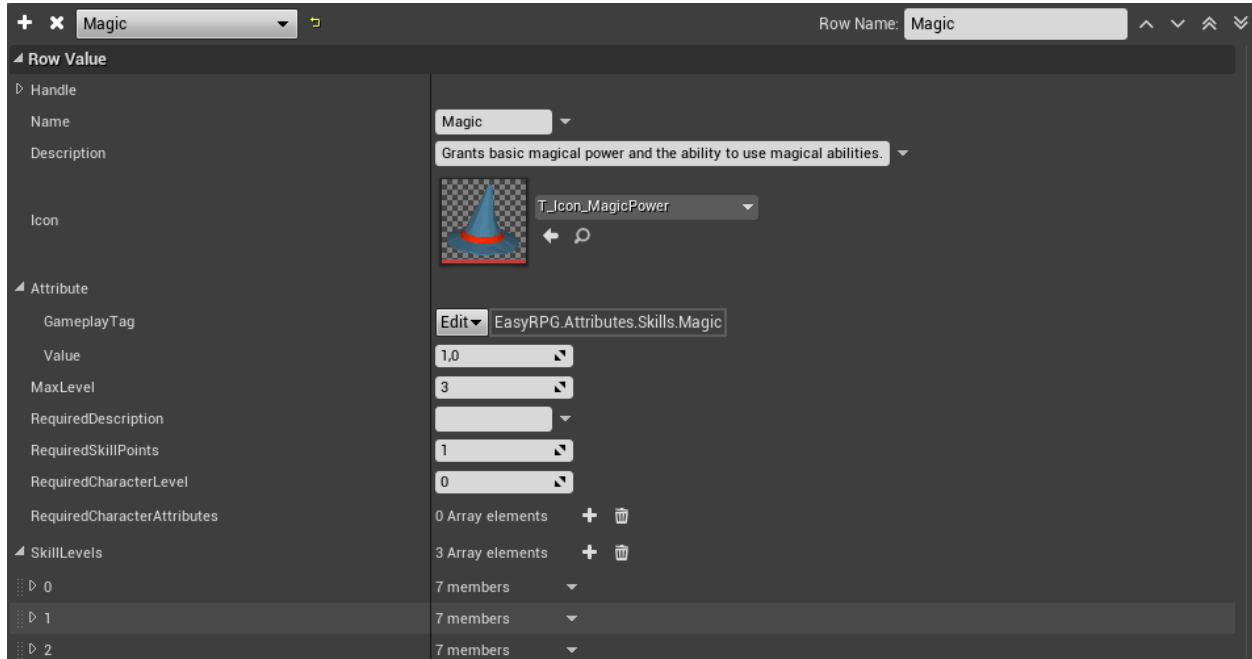 Magic Row Name: Magic
Row Value
Handle
Name Magic
Description Grants basic magical power and the ability to use magical abilities.
Icon T_Icon_MagicPower
Attribute
GameplayTag Edit EasyRPG.Attributes.Skills.Magic
Value 1,0
MaxLevel 3
RequiredDescription
RequiredSkillPoints 1
RequiredCharacterLevel 0
RequiredCharacterAttributes 0 Array elements
SkillLevels 3 Array elements
0 7 members
1 7 members
2 7 members